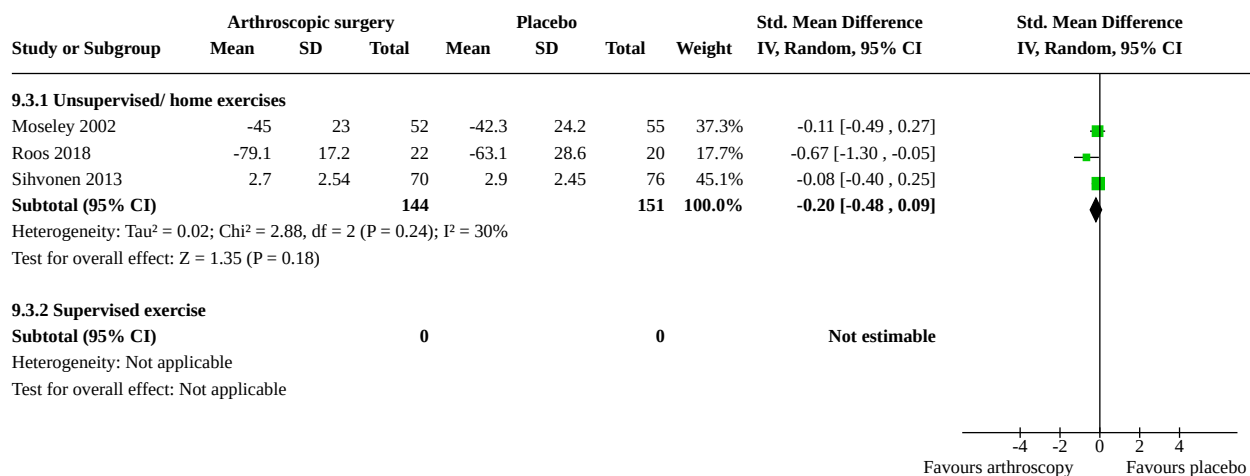 Arthroscopic surgery Placebo Std. Mean Difference Std. Mean Difference
Study or Subgroup Mean SD Total Mean SD Total Weight IV, Random, 95% CI IV, Random, 95% CI
9.3.1 Unsupervised/ home exercises
Moseley 2002 -45 23 52 -42.3 24.2 55 37.3% -0.11 [-0.49 , 0.27]
Roos 2018 -79.1 17.2 22 -63.1 28.6 20 17.7% -0.67 [-1.30 , -0.05]
Sihvonen 2013 2.7 2.54 70 2.9 2.45 76 45.1% -0.08 [-0.40 , 0.25]
Subtotal (95% CI) 144 151 100.0% -0.20 [-0.48 , 0.09]
Heterogeneity: Tau² = 0.02; Chi² = 2.88, df = 2 (P = 0.24); I² = 30%
Test for overall effect: Z = 1.35 (P = 0.18)
9.3.2 Supervised exercise
Subtotal (95% CI) 0 0 Not estimable
Heterogeneity: Not applicable
Test for overall effect: Not applicable
-4 -2 0 2 4
Favours arthroscopy Favours placebo